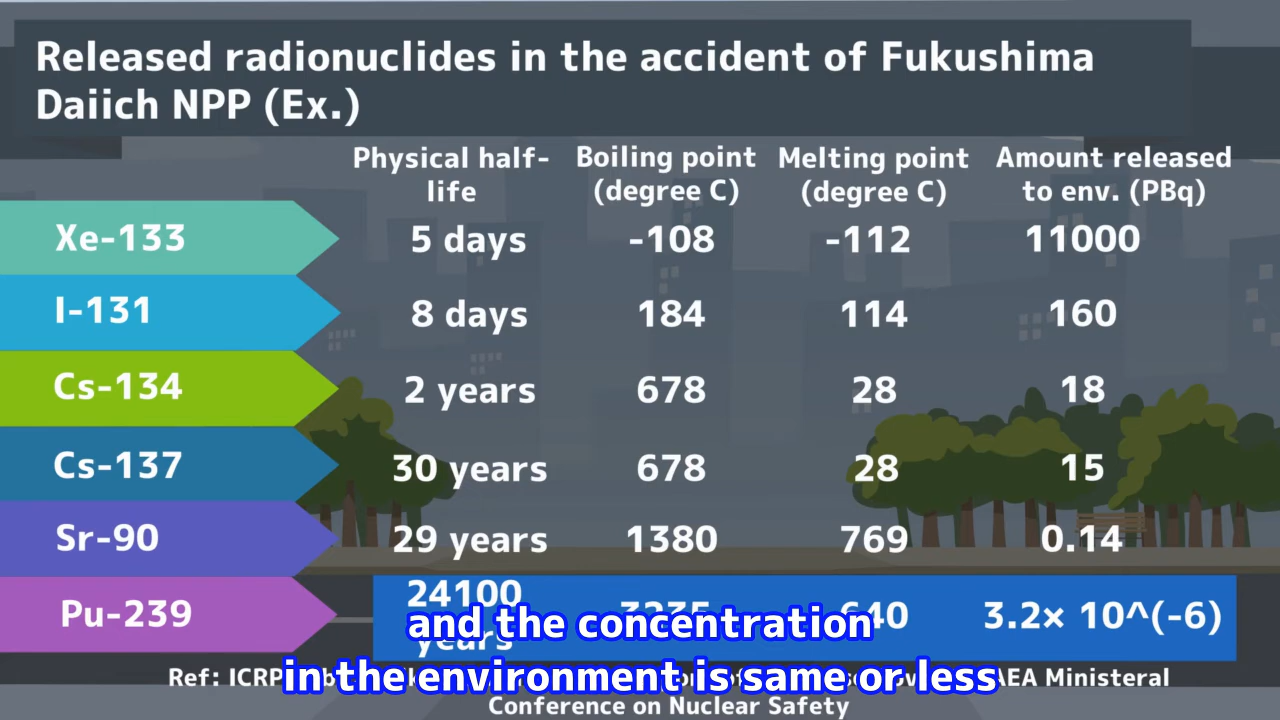 Released radionuclides in the accident of Fukushima
Daiich NPP (Ex.)
Physical half-
life
Boiling point
(degree C)
Melting point
(degree C)
Amount released
to env. (PBq)
Xe-133 5 days -108 -112 11000
I-131 8 days 184 114 160
Cs-134 2 years 678 28 18
Cs-137 30 years 678 28 15
Sr-90 29 years 1380 769 0.14
Pu-239 24100 years 640 3.2× 10^(-6)
and the concentration
in the environment is same or less
Ref: ICRP Ministeral
Conference on Nuclear Safety